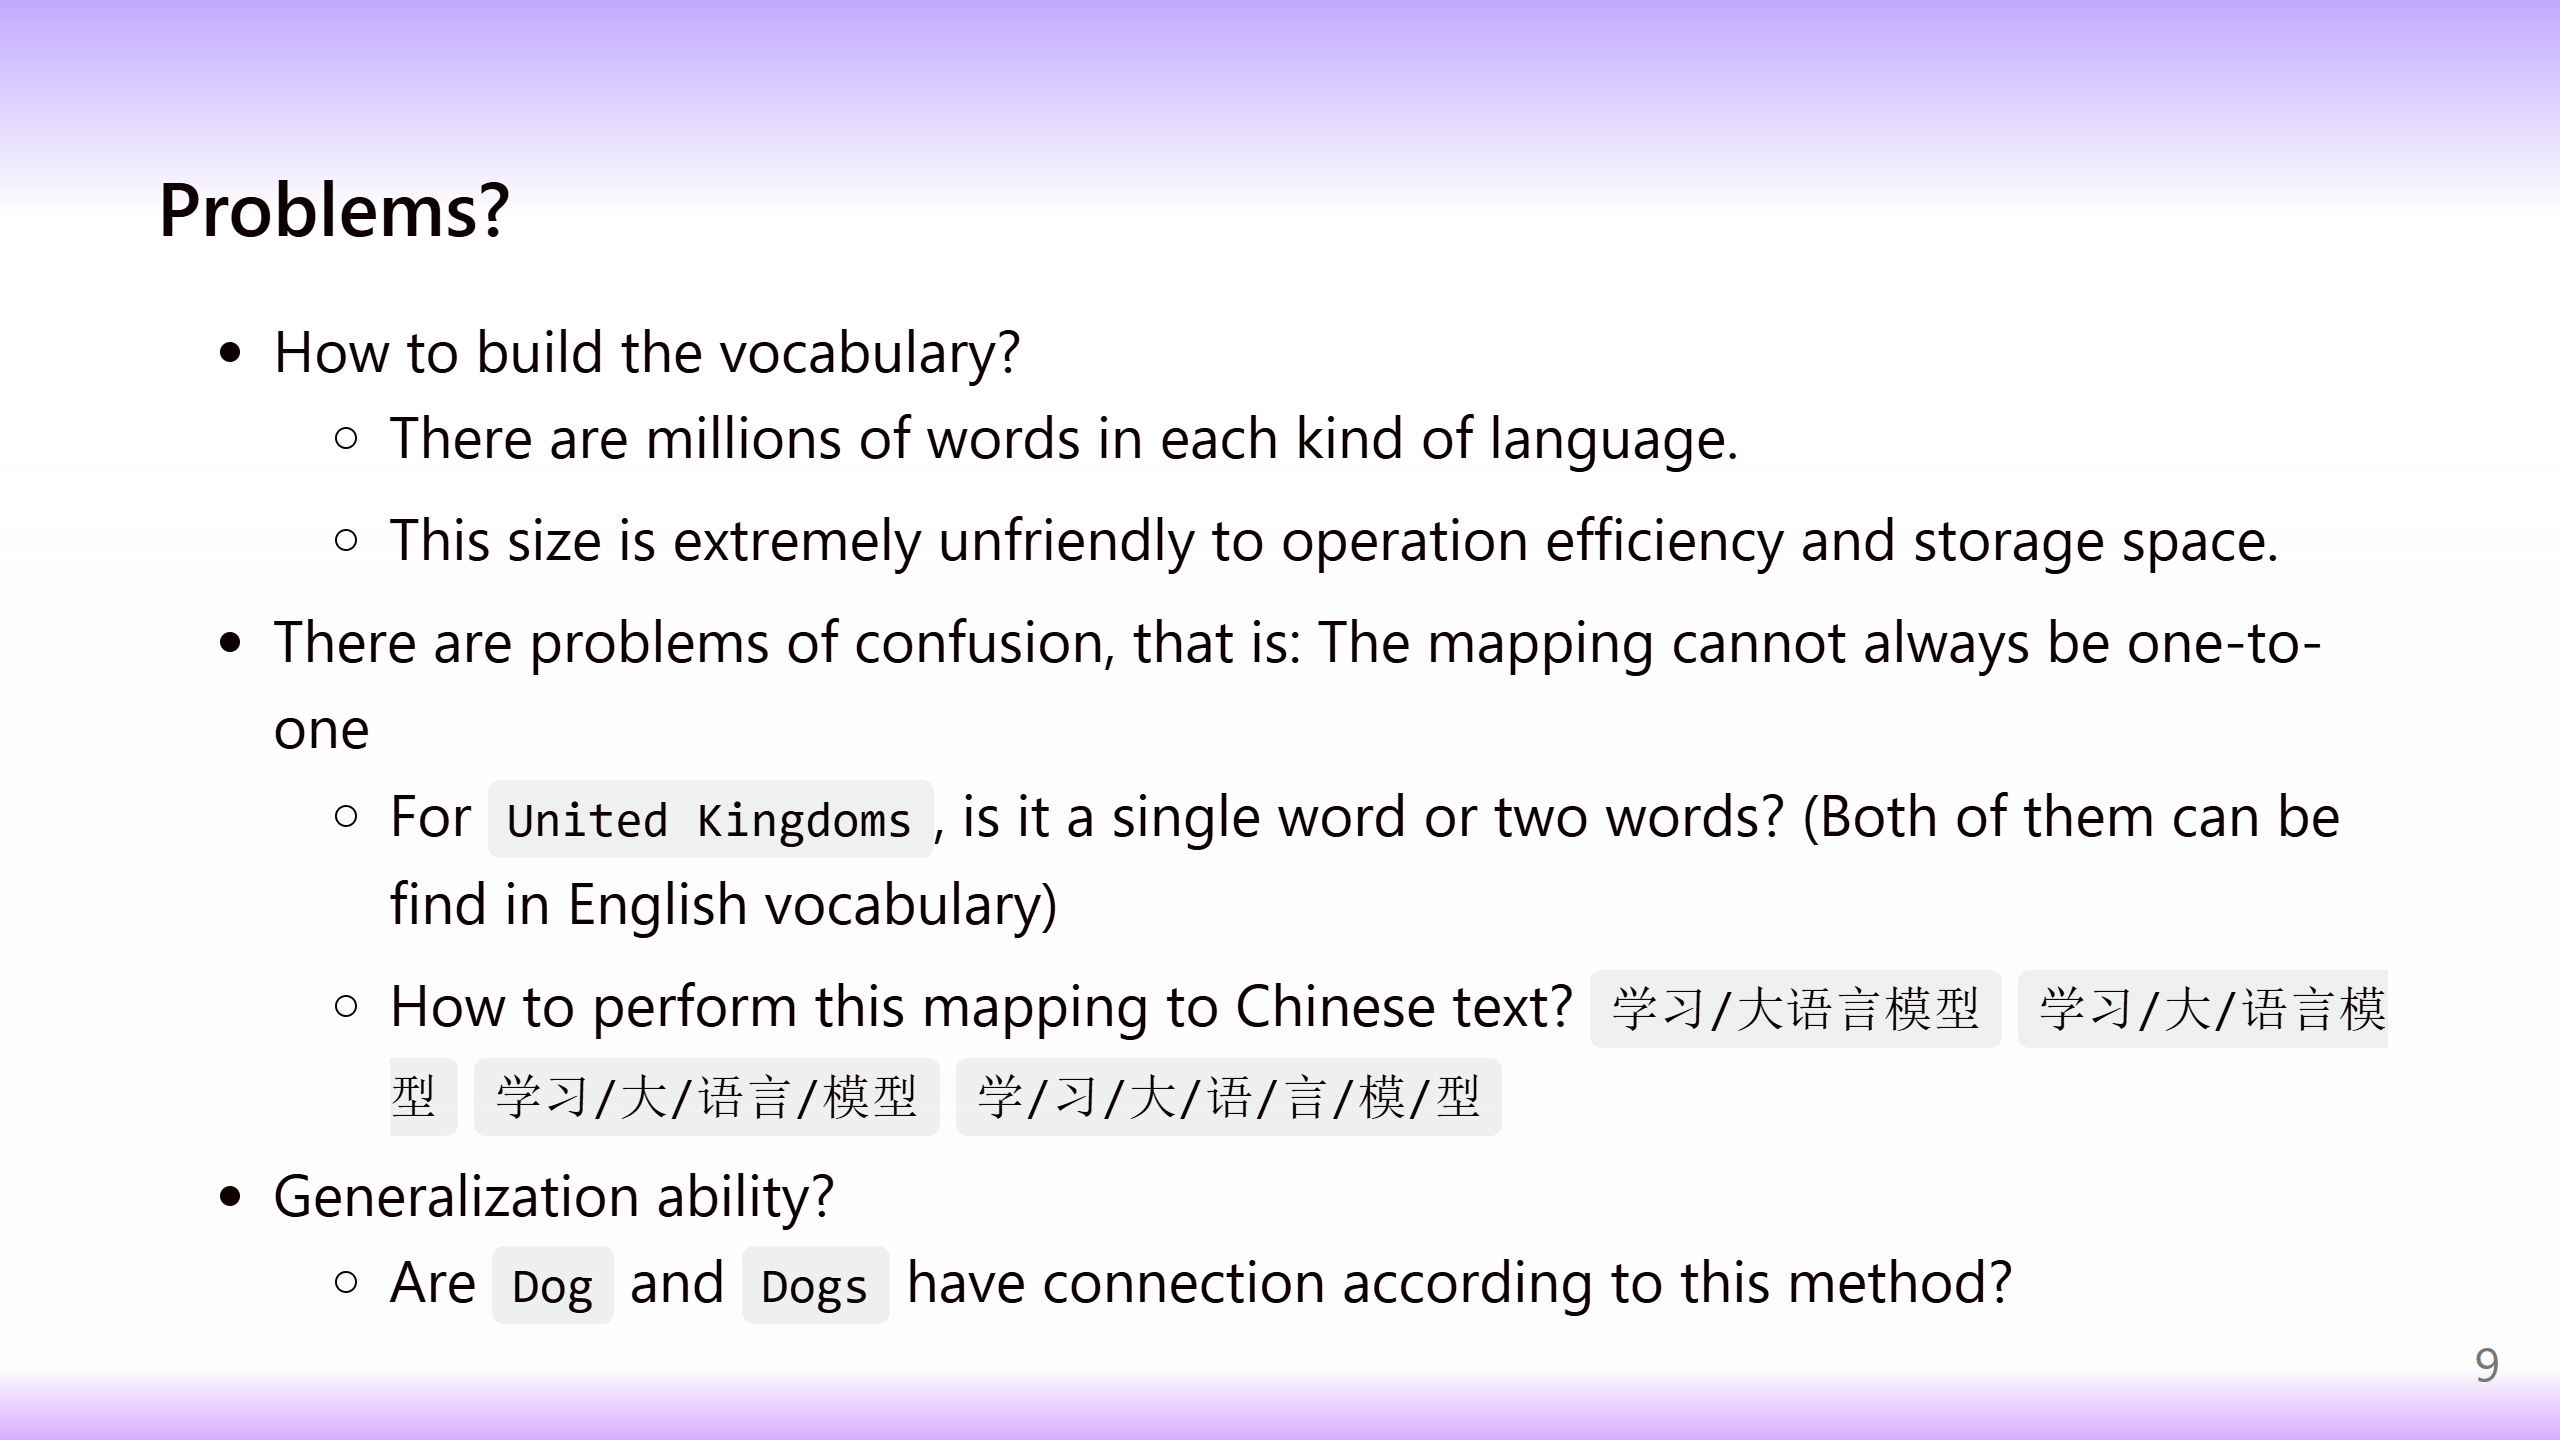 Problems?
• How to build the vocabulary?
○ There are millions of words in each kind of language.
○ This size is extremely unfriendly to operation efficiency and storage space.
• There are problems of confusion, that is: The mapping cannot always be one-to-
one
○ For United Kingdoms, is it a single word or two words? (Both of them can be
find in English vocabulary)
○ How to perform this mapping to Chinese text? 学习/大语言模型 学习/大/语言模
型 学习/大/语言/模型 学/习/大/语/言/模/型
• Generalization ability?
○ Are Dog and Dogs have connection according to this method?
9